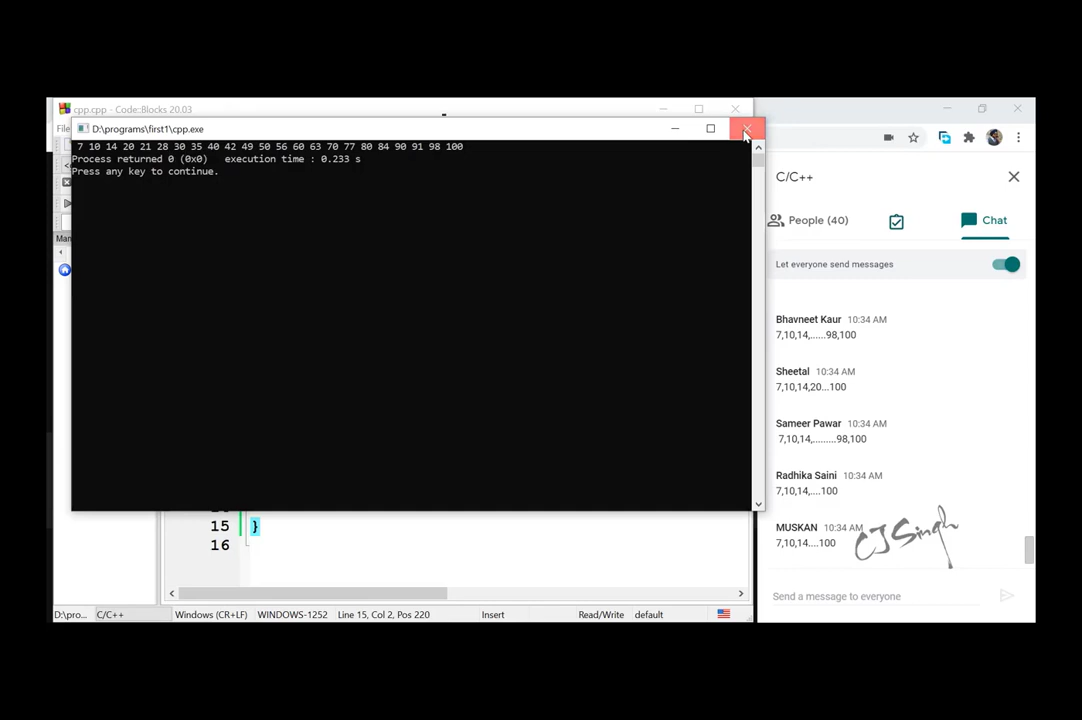 cpp.cpp - Code::Blocks 20.03
D:\programs\first1\cpp.exe
File
7 10 14 20 21 28 30 35 40 42 49 50 56 60 63 70 77 80 84 90 91 98 100
Process returned 0 (0x0)   execution time : 0.233 s
Press any key to continue.
Man
15 }
16
D:\pro... C/C++ Windows (CR+LF) WINDOWS-1252 Line 15, Col 2, Pos 220 Insert Read/Write default
C/C++
People (40) Chat
Let everyone send messages
Bhavneet Kaur 10:34 AM
7,10,14,......98,100
Sheetal 10:34 AM
7,10,14,20...100
Sameer Pawar 10:34 AM
7,10,14,.........98,100
Radhika Saini 10:34 AM
7,10,14,....100
MUSKAN 10:34 AM
7,10,14....100
CJSingh
Send a message to everyone